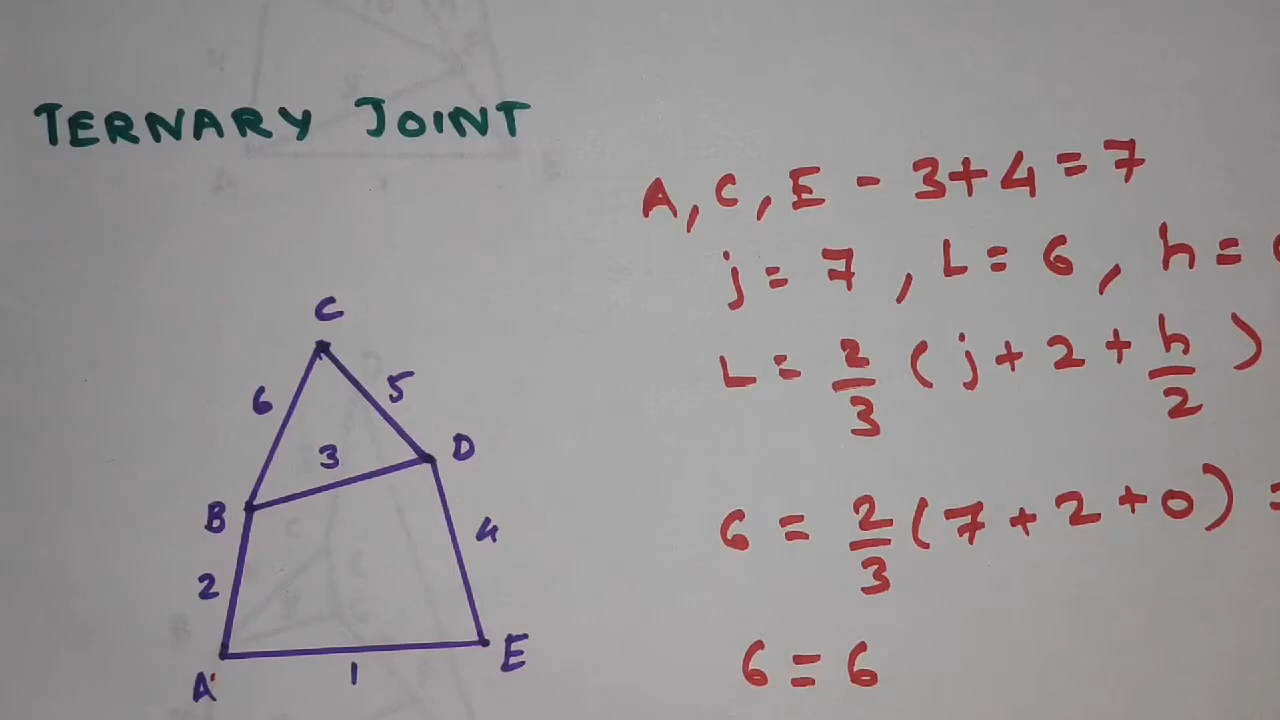 TERNARY JOINT
A, C, E - 3+4=7
j = 7 , L = 6 , h =
L = 2/3 ( j + 2 + h/2 )
6 = 2/3 ( 7 + 2 + 0 ) =
6 = 6
C
6 5
3 D
B
4
2
A E
1